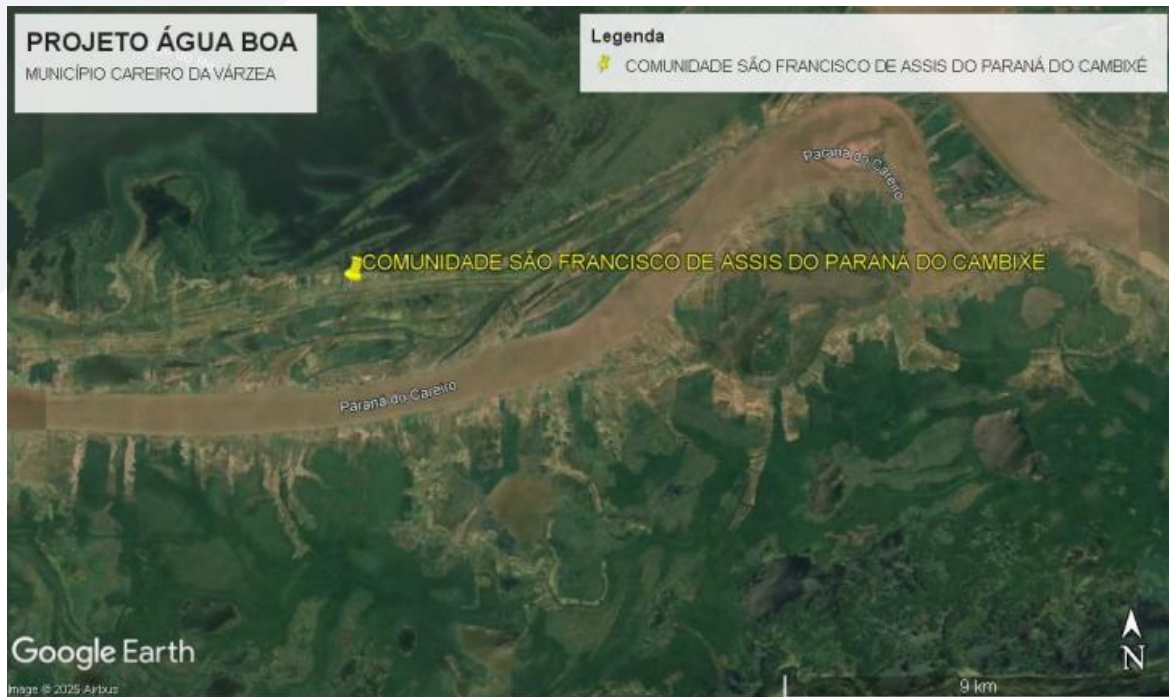 PROJETO ÁGUA BOA
MUNICÍPIO CAREIRO DA VÁRZEA
Legenda
COMUNIDADE SÃO FRANCISCO DE ASSIS DO PARANÁ DO CAMBIXÉ
Paraná do Careiro
COMUNIDADE SÃO FRANCISCO DE ASSIS DO PARANÁ DO CAMBIXÉ
Paraná do Careiro
Google Earth
Image © 2025 Airbus
N
9 km